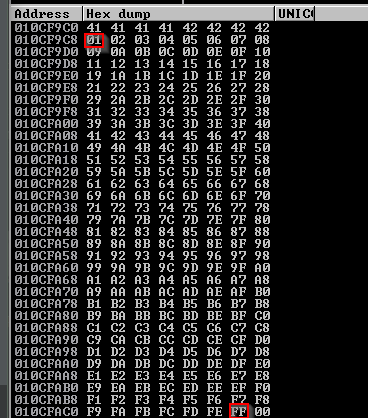 Address Hex dump UNIC
010CF9C0 41 41 41 41 42 42 42 42
010CF9C8 01 02 03 04 05 06 07 08
010CF9D0 09 0A 0B 0C 0D 0E 0F 10
010CF9D8 11 12 13 14 15 16 17 18
010CF9E0 19 1A 1B 1C 1D 1E 1F 20
010CF9E8 21 22 23 24 25 26 27 28
010CF9F0 29 2A 2B 2C 2D 2E 2F 30
010CF9F8 31 32 33 34 35 36 37 38
010CFA00 39 3A 3B 3C 3D 3E 3F 40
010CFA08 41 42 43 44 45 46 47 48
010CFA10 49 4A 4B 4C 4D 4E 4F 50
010CFA18 51 52 53 54 55 56 57 58
010CFA20 59 5A 5B 5C 5D 5E 5F 60
010CFA28 61 62 63 64 65 66 67 68
010CFA30 69 6A 6B 6C 6D 6E 6F 70
010CFA38 71 72 73 74 75 76 77 78
010CFA40 79 7A 7B 7C 7D 7E 7F 80
010CFA48 81 82 83 84 85 86 87 88
010CFA50 89 8A 8B 8C 8D 8E 8F 90
010CFA58 91 92 93 94 95 96 97 98
010CFA60 99 9A 9B 9C 9D 9E 9F A0
010CFA68 A1 A2 A3 A4 A5 A6 A7 A8
010CFA70 A9 AA AB AC AD AE AF B0
010CFA78 B1 B2 B3 B4 B5 B6 B7 B8
010CFA80 B9 BA BB BC BD BE BF C0
010CFA88 C1 C2 C3 C4 C5 C6 C7 C8
010CFA90 C9 CA CB CC CD CE CF D0
010CFA98 D1 D2 D3 D4 D5 D6 D7 D8
010CFAA0 D9 DA DB DC DD DE DF E0
010CFAA8 E1 E2 E3 E4 E5 E6 E7 E8
010CFAB0 E9 EA EB EC ED EE EF F0
010CFAB8 F1 F2 F3 F4 F5 F6 F7 F8
010CFAC0 F9 FA FB FC FD FE FF 00